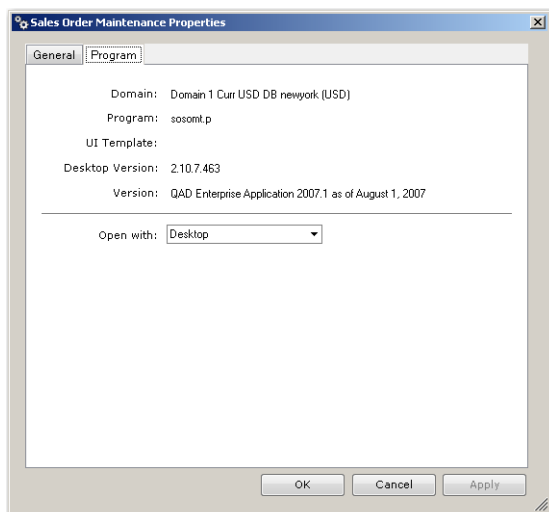 Sales Order Maintenance Properties
General Program
Domain: Domain 1 Curr USD DB newyork (USD)
Program: sosomt.p
UI Template:
Desktop Version: 2.10.7.463
Version: QAD Enterprise Application 2007.1 as of August 1, 2007
Open with: Desktop
OK Cancel Apply